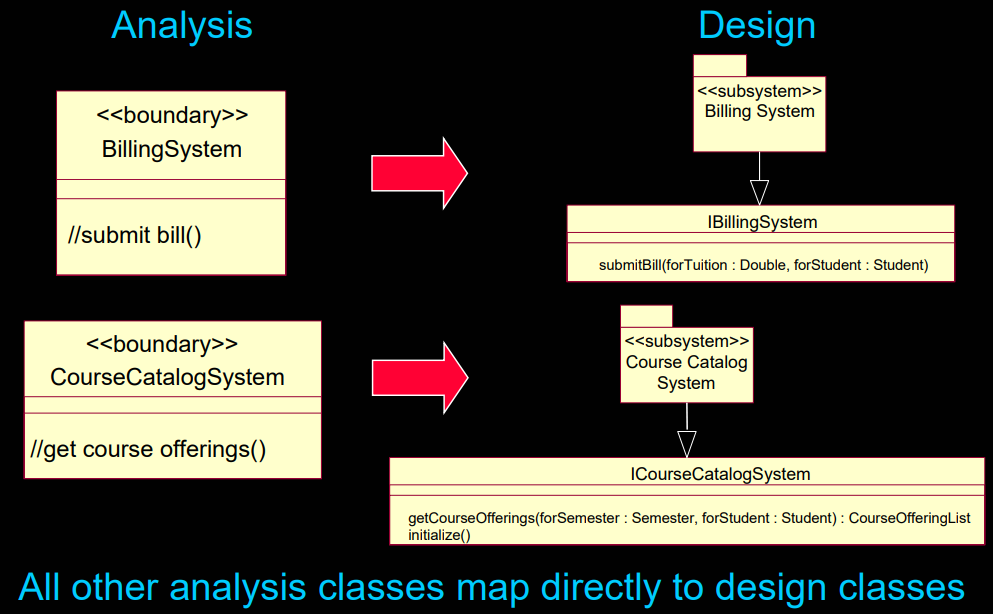 Analysis
Design
<<boundary>>
BillingSystem
//submit bill()
<<subsystem>>
Billing System
IBillingSystem
submitBill(forTuition : Double, forStudent : Student)
<<boundary>>
CourseCatalogSystem
//get course offerings()
<<subsystem>>
Course Catalog
System
ICourseCatalogSystem
getCourseOfferings(forSemester : Semester, forStudent : Student) : CourseOfferingList
initialize()
All other analysis classes map directly to design classes